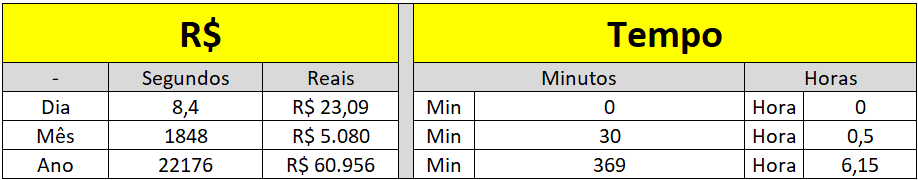 R$ Tempo
- Segundos Reais Minutos Horas
Dia 8,4 R$ 23,09 Min 0 Hora 0
Mês 1848 R$ 5.080 Min 30 Hora 0,5
Ano 22176 R$ 60.956 Min 369 Hora 6,15